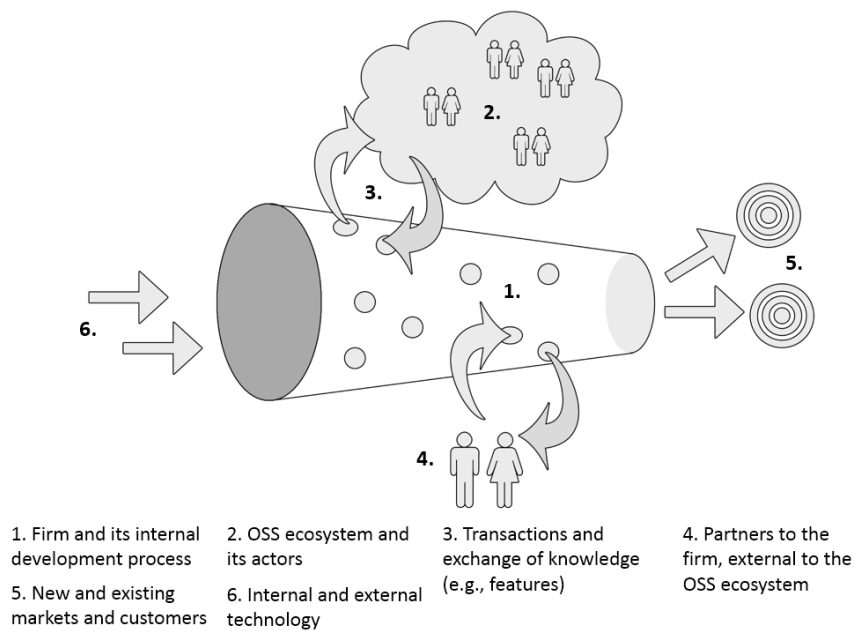 2.
3.
1.
5.
6.
4.
1. Firm and its internal
development process
2. OSS ecosystem and
its actors
3. Transactions and
exchange of knowledge
(e.g., features)
4. Partners to the
firm, external to the
OSS ecosystem
5. New and existing
markets and customers
6. Internal and external
technology